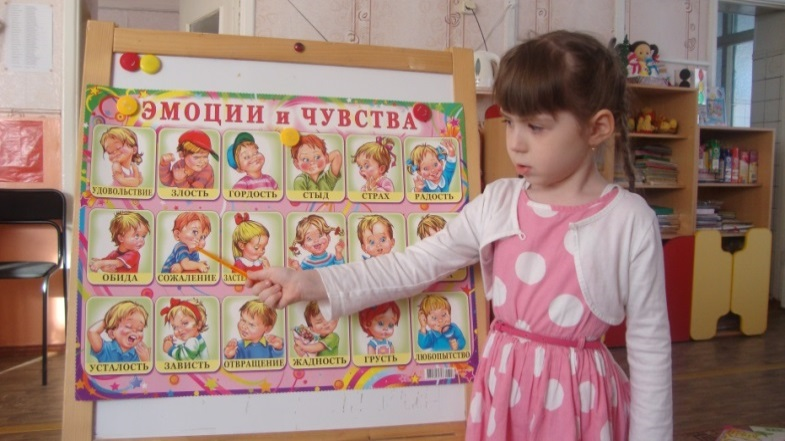 ЭМОЦИИ и ЧУВСТВА
УДОВОЛЬСТВИЕ ЗЛОСТЬ ГОРДОСТЬ СТЫД СТРАХ РАДОСТЬ
ОБИДА СОЖАЛЕНИЕ
УСТАЛОСТЬ ЗАВИСТЬ ОТВРАЩЕНИЕ ЖАДНОСТЬ ГРУСТЬ ЛЮБОПЫТСТВО